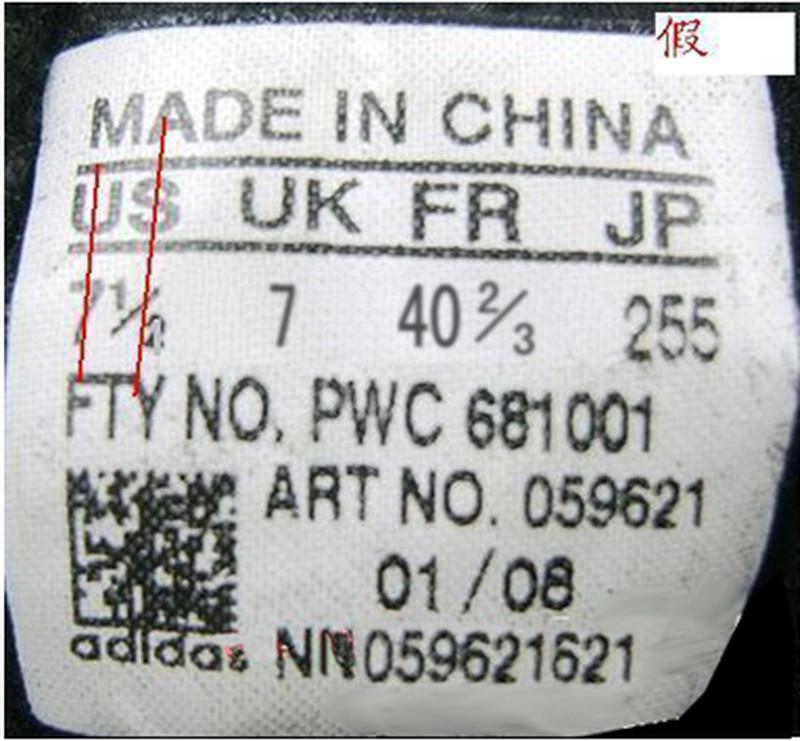 假
MADE IN CHINA
US UK FR JP
7½ 7 40⅔ 255
FTY NO. PWC 681001
ART NO. 059621
01/08
adidas NN059621621